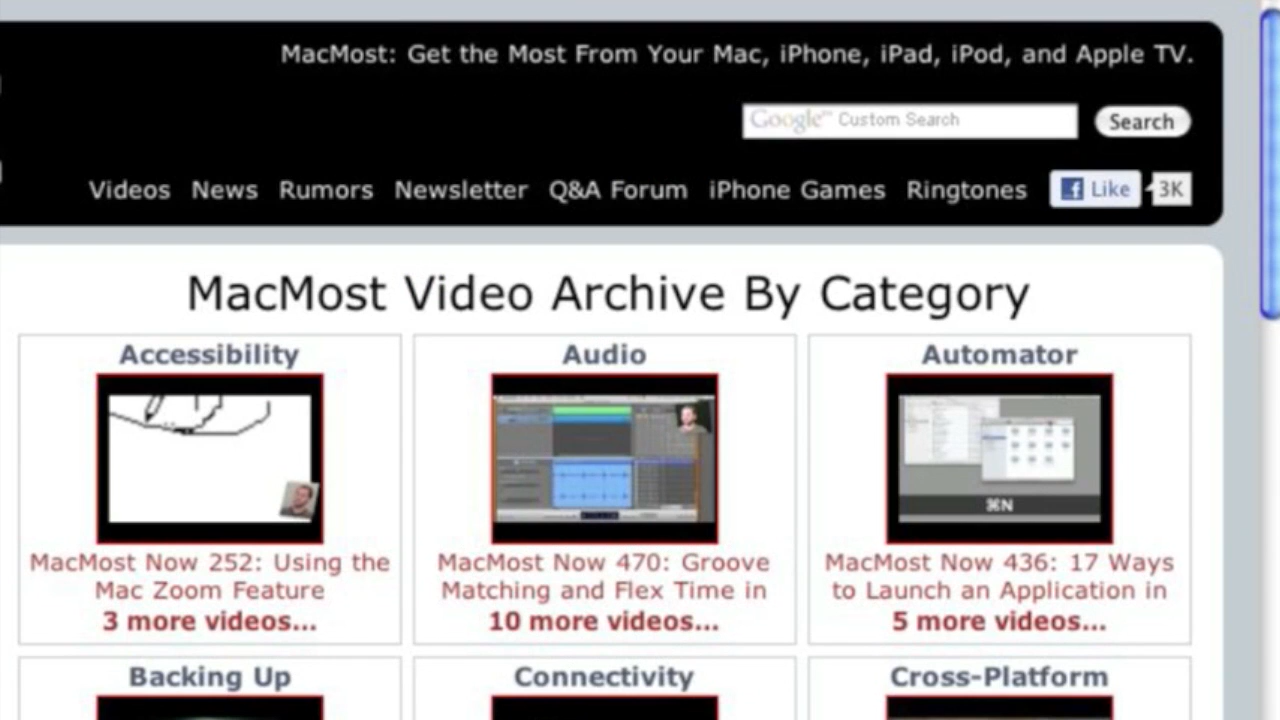 MacMost: Get the Most From Your Mac, iPhone, iPad, iPod, and Apple TV.
Google™ Custom Search
Search
Videos News Rumors Newsletter Q&A Forum iPhone Games Ringtones Like 3K
MacMost Video Archive By Category
Accessibility Audio Automator
⌘N
MacMost Now 252: Using the MacMost Now 470: Groove MacMost Now 436: 17 Ways
Mac Zoom Feature Matching and Flex Time in to Launch an Application in
3 more videos... 10 more videos... 5 more videos...
Backing Up Connectivity Cross-Platform